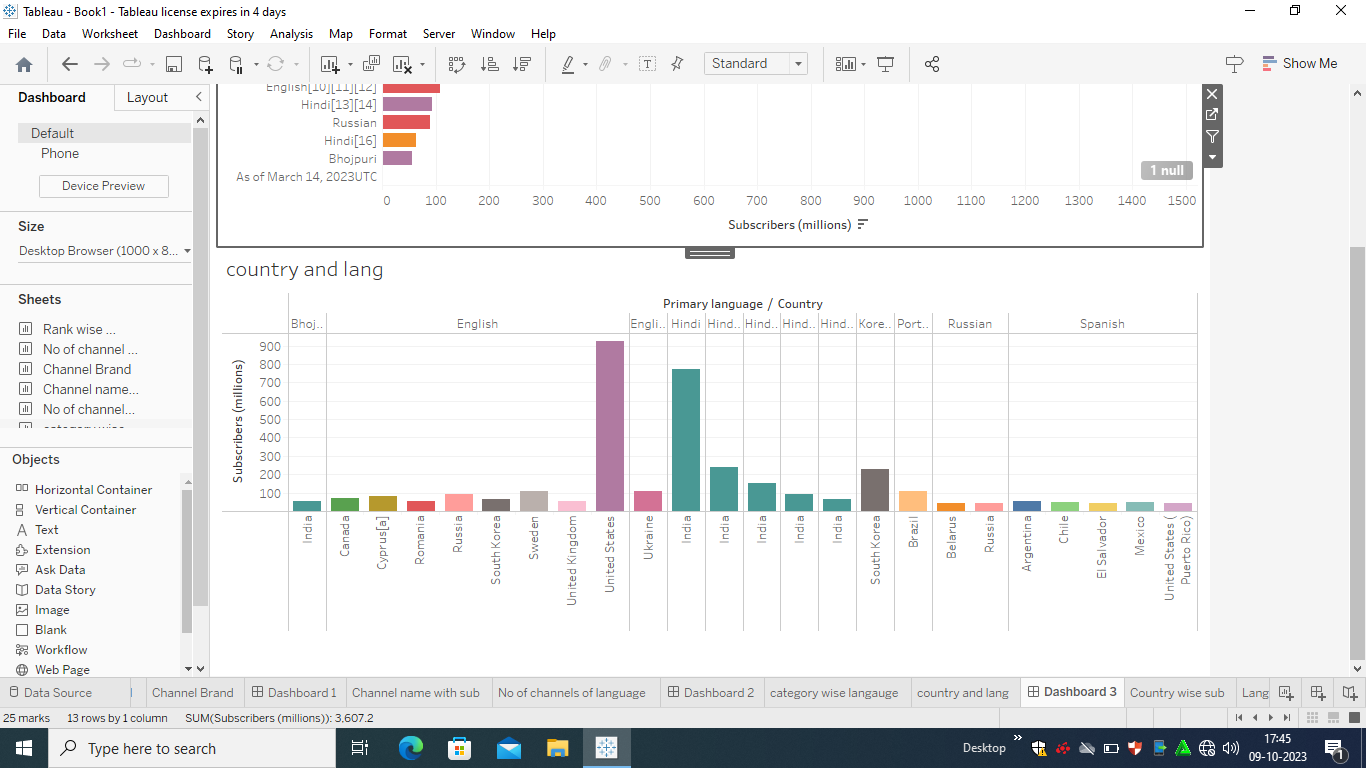 Tableau - Book1 - Tableau license expires in 4 days
File Data Worksheet Dashboard Story Analysis Map Format Server Window Help
Standard
Show Me
Dashboard Layout
Default
Phone
Device Preview
Size
Desktop Browser (1000 x 8...
Sheets
Rank wise ...
No of channel ...
Channel Brand
Channel name...
No of channel...
category wise
Objects
Horizontal Container
Vertical Container
Text
Extension
Ask Data
Data Story
Image
Blank
Workflow
Web Page
English[10][11][12]
Hindi[13][14]
Russian
Hindi[16]
Bhojpuri
As of March 14, 2023UTC
1 null
0 100 200 300 400 500 600 700 800 900 1000 1100 1200 1300 1400 1500
Subscribers (millions)
country and lang
Primary language / Country
Bhoj.. English Engli.. Hindi Hind.. Hind.. Hind.. Hind.. Kore.. Port.. Russian Spanish
Subscribers (millions)
900
800
700
600
500
400
300
200
100
India
Canada
Cyprus[a]
Romania
Russia
South Korea
Sweden
United Kingdom
United States
Ukraine
India
India
India
India
India
South Korea
Brazil
Belarus
Russia
Argentina
Chile
El Salvador
Mexico
United States (
Puerto Rico)
Data Source Channel Brand Dashboard 1 Channel name with sub No of channels of language Dashboard 2 category wise langauge country and lang Dashboard 3 Country wise sub Lang
25 marks 13 rows by 1 column SUM(Subscribers (millions)): 3,607.2
Type here to search
Desktop
17:45
09-10-2023
1